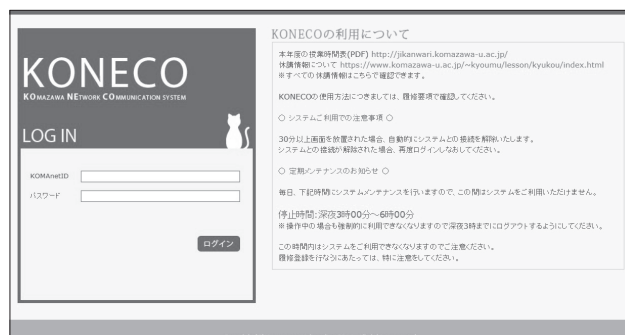 KONECO
KOMAZAWA NETWORK COMMUNICATION SYSTEM
LOG IN
KOMAnetID
パスワード
ログイン
KONECOの利用について
本年度の授業時間表(PDF) http://jikanwari.komazawa-u.ac.jp/
休講情報について https://www.komazawa-u.ac.jp/~kyoumu/lesson/kyukou/index.html
※すべての休講情報はこちらで確認できます。
KONECOの使用方法につきましては、履修要項で確認してください。
○ システムご利用での注意事項 ○
30分以上画面を放置された場合、自動的にシステムとの接続を解除いたします。
システムとの接続が解除された場合、再度ログインしなおしてください。
○ 定期メンテナンスのお知らせ ○
毎日、下記時間にシステムメンテナンスを行いますので、この間はシステムをご利用いただけません。
停止時間:深夜3時00分～6時00分
※操作中の場合も強制的に利用できなくなりますので深夜3時までにログアウトするようにしてください。
この時間内はシステムをご利用できなくなりますのでご注意ください。
履修登録を行なうにあたっては、特に注意をしてください。